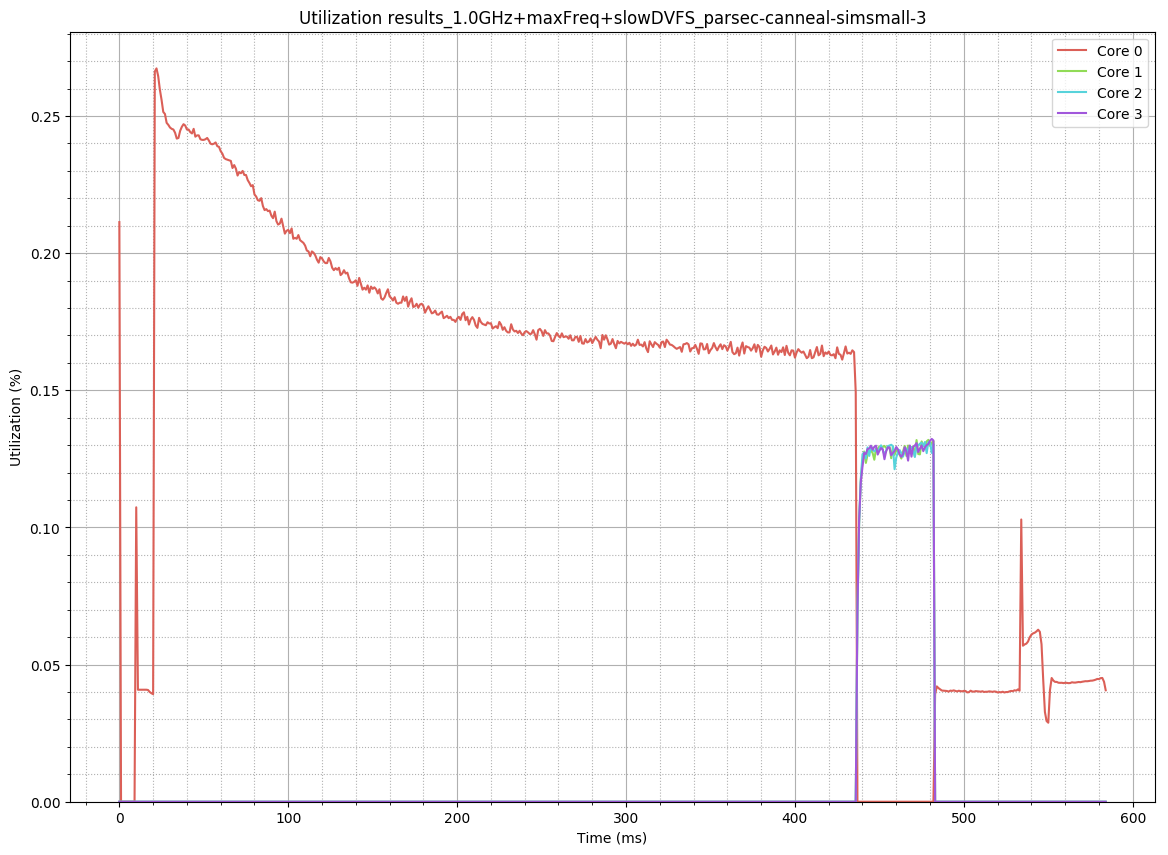 Utilization results_1.0GHz+maxFreq+slowDVFS_parsec-canneal-simsmall-3
Core 0
Core 1
Core 2
Core 3
Utilization (%)
0.25
0.20
0.15
0.10
0.05
0.00
0 100 200 300 400 500 600
Time (ms)